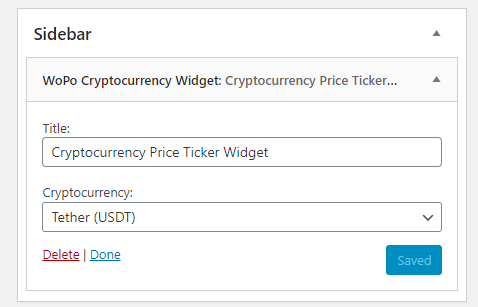 Sidebar
WoPo Cryptocurrency Widget: Cryptocurrency Price Ticker...
Title:
Cryptocurrency Price Ticker Widget
Cryptocurrency:
Tether (USDT)
Delete | Done
Saved